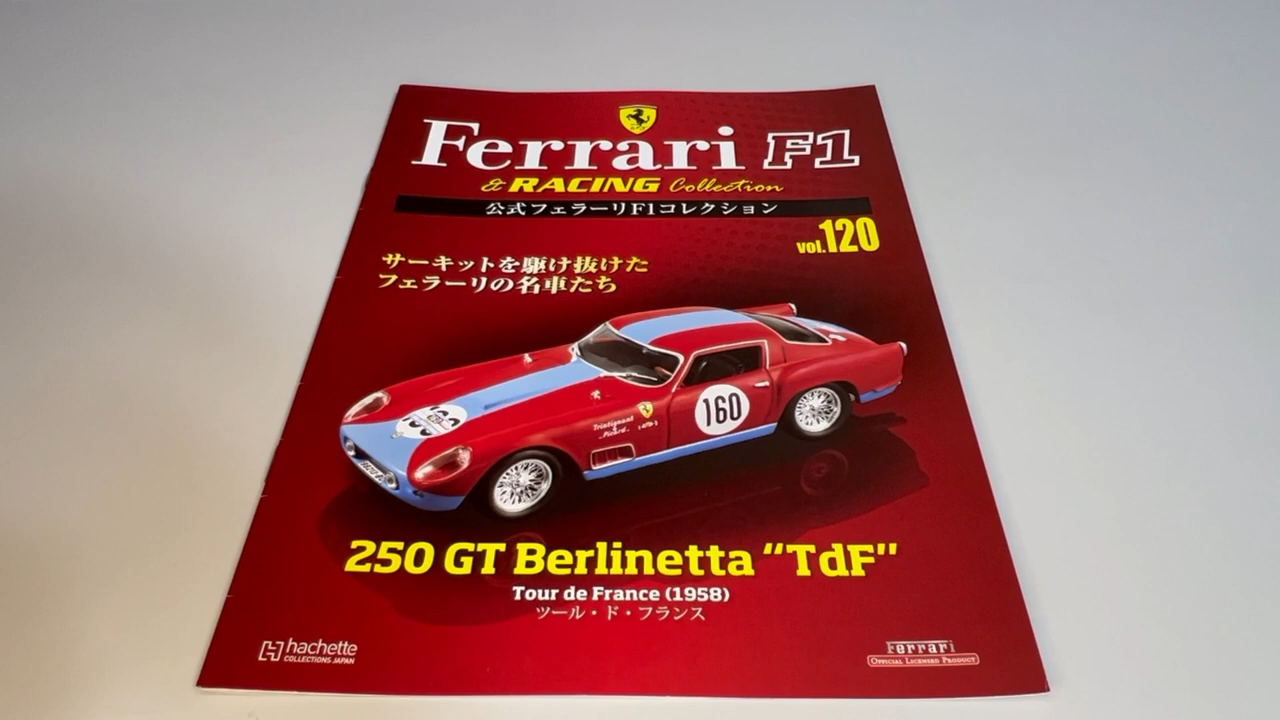 Ferrari F1
& RACING Collection
公式フェラーリF1コレクション
vol.120
サーキットを駆け抜けた
フェラーリの名車たち
160
Trintignant
Picard
250 GT Berlinetta “TdF”
Tour de France (1958)
ツール・ド・フランス
hachette
COLLECTIONS JAPAN
Ferrari
OFFICIAL LICENSED PRODUCT